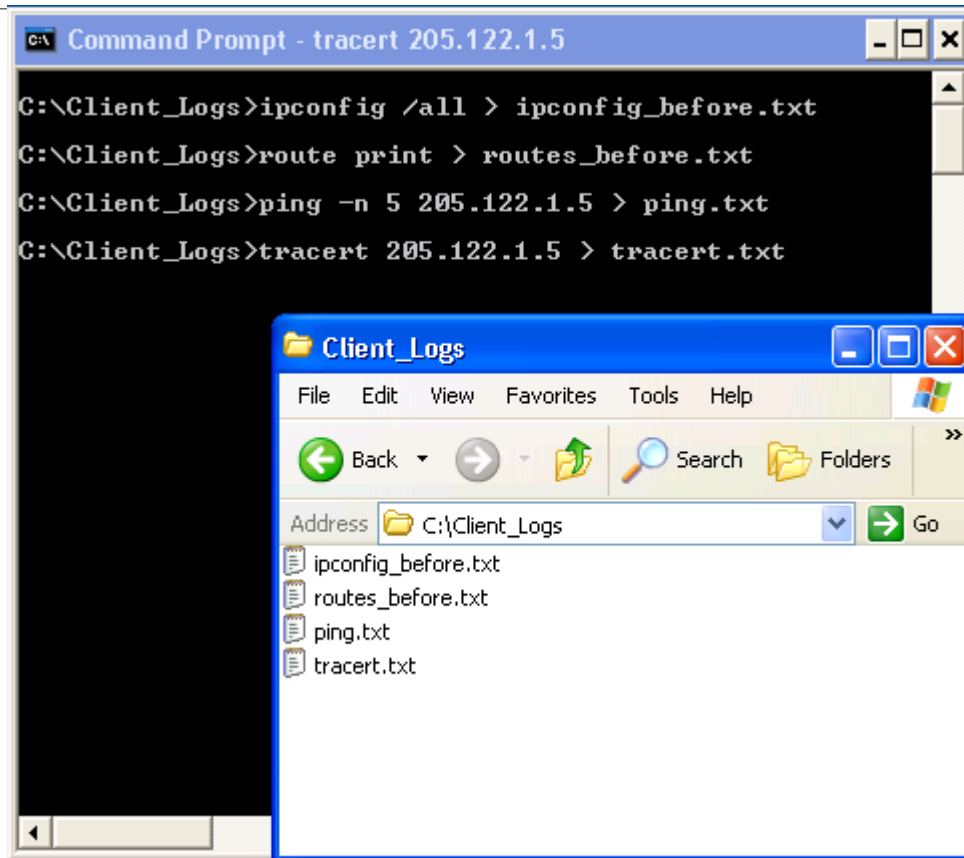 Command Prompt - tracert 205.122.1.5
C:\Client_Logs>ipconfig /all > ipconfig_before.txt
C:\Client_Logs>route print > routes_before.txt
C:\Client_Logs>ping -n 5 205.122.1.5 > ping.txt
C:\Client_Logs>tracert 205.122.1.5 > tracert.txt
Client_Logs
File Edit View Favorites Tools Help
Back Search Folders »
Address C:\Client_Logs Go
ipconfig_before.txt
routes_before.txt
ping.txt
tracert.txt